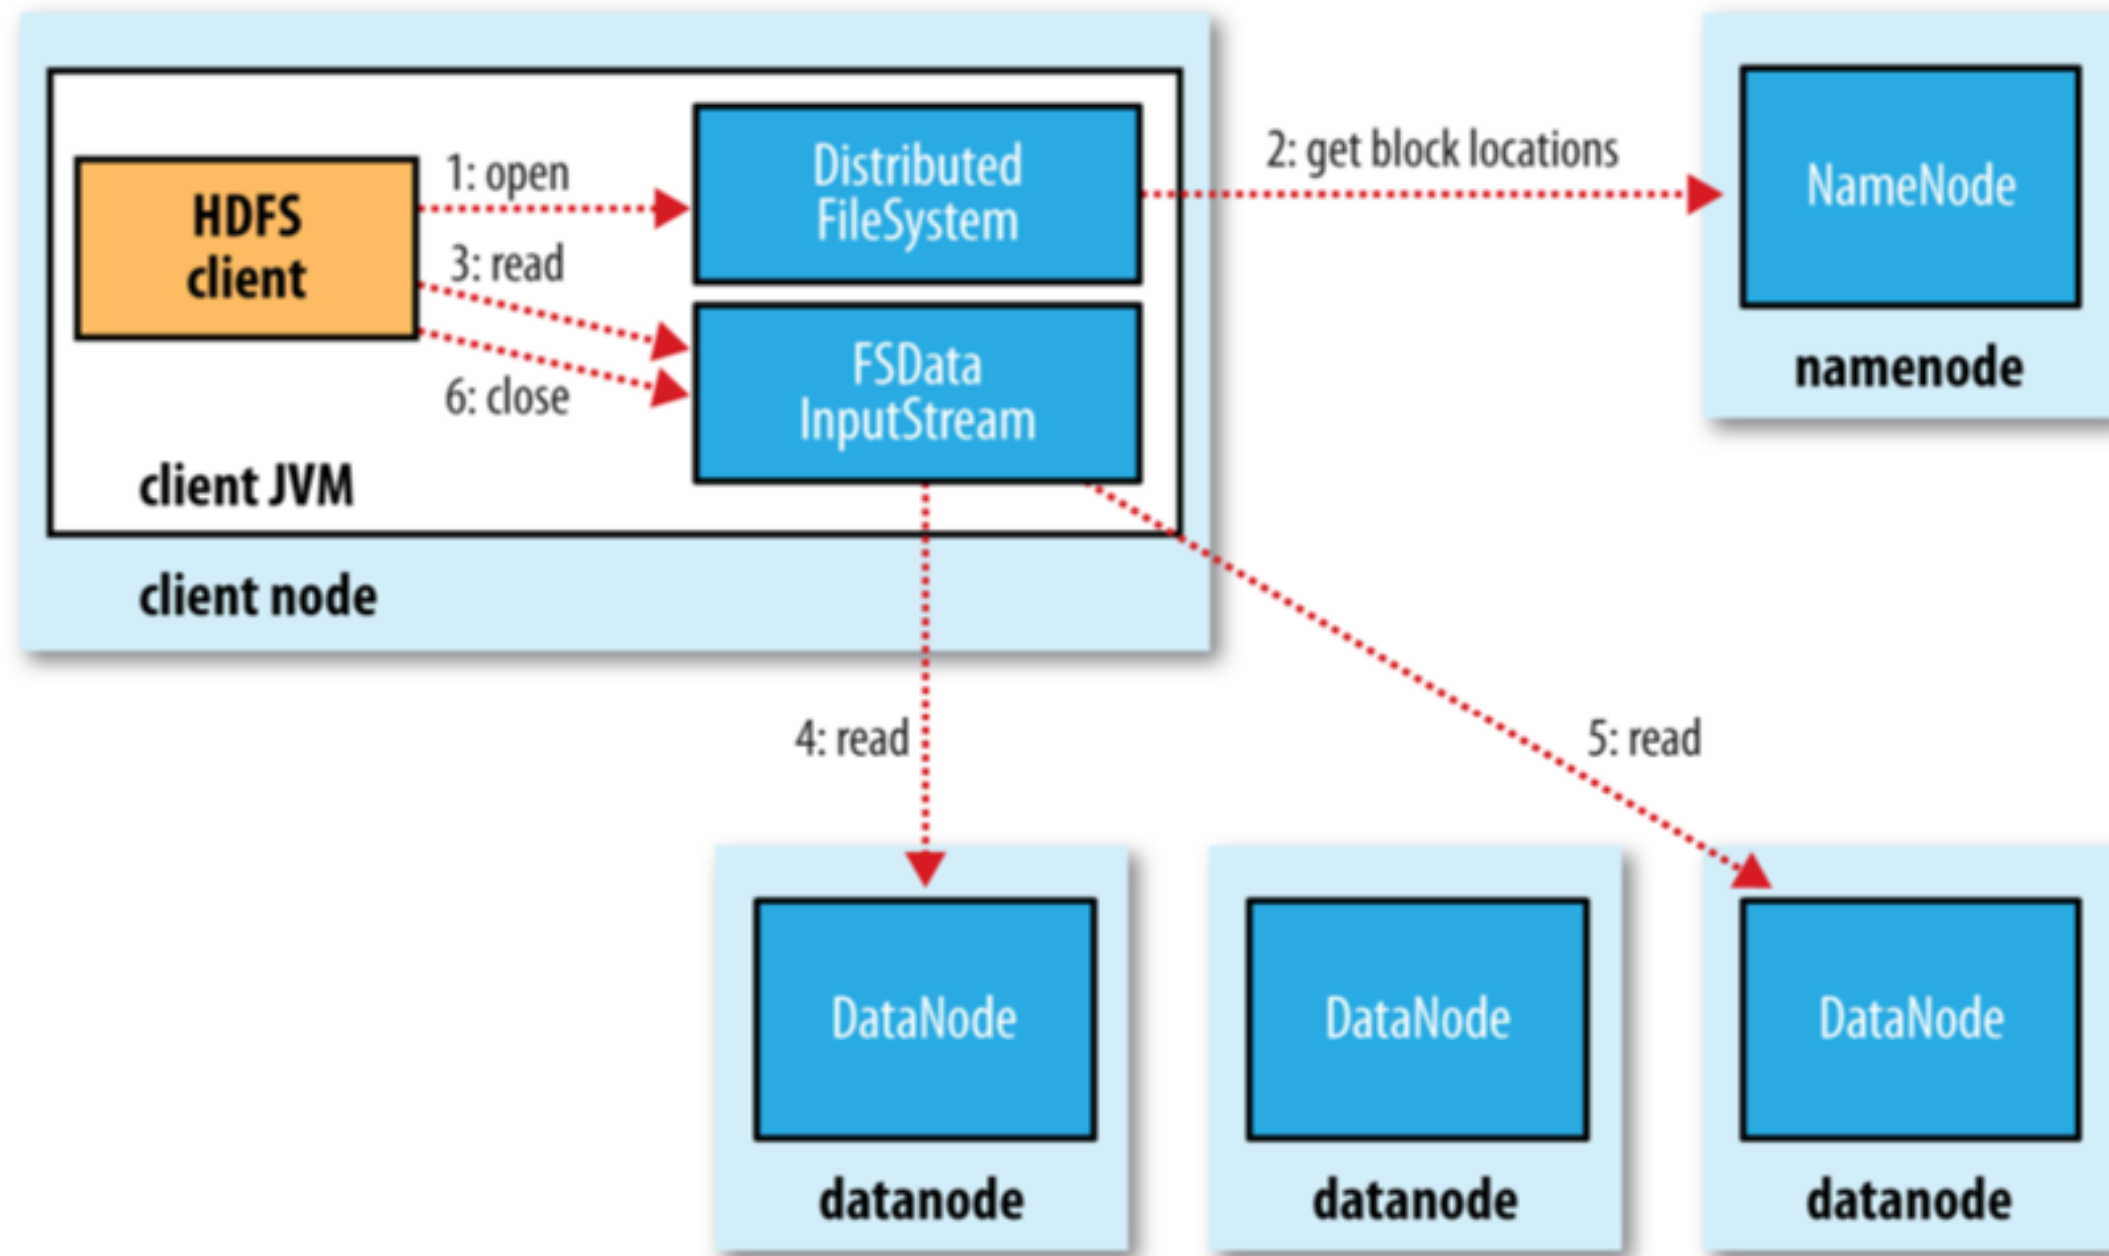 HDFS
client
1: open
3: read
6: close
Distributed
FileSystem
FSData
InputStream
client JVM
client node
2: get block locations
NameNode
namenode
4: read
5: read
DataNode
datanode
DataNode
datanode
DataNode
datanode